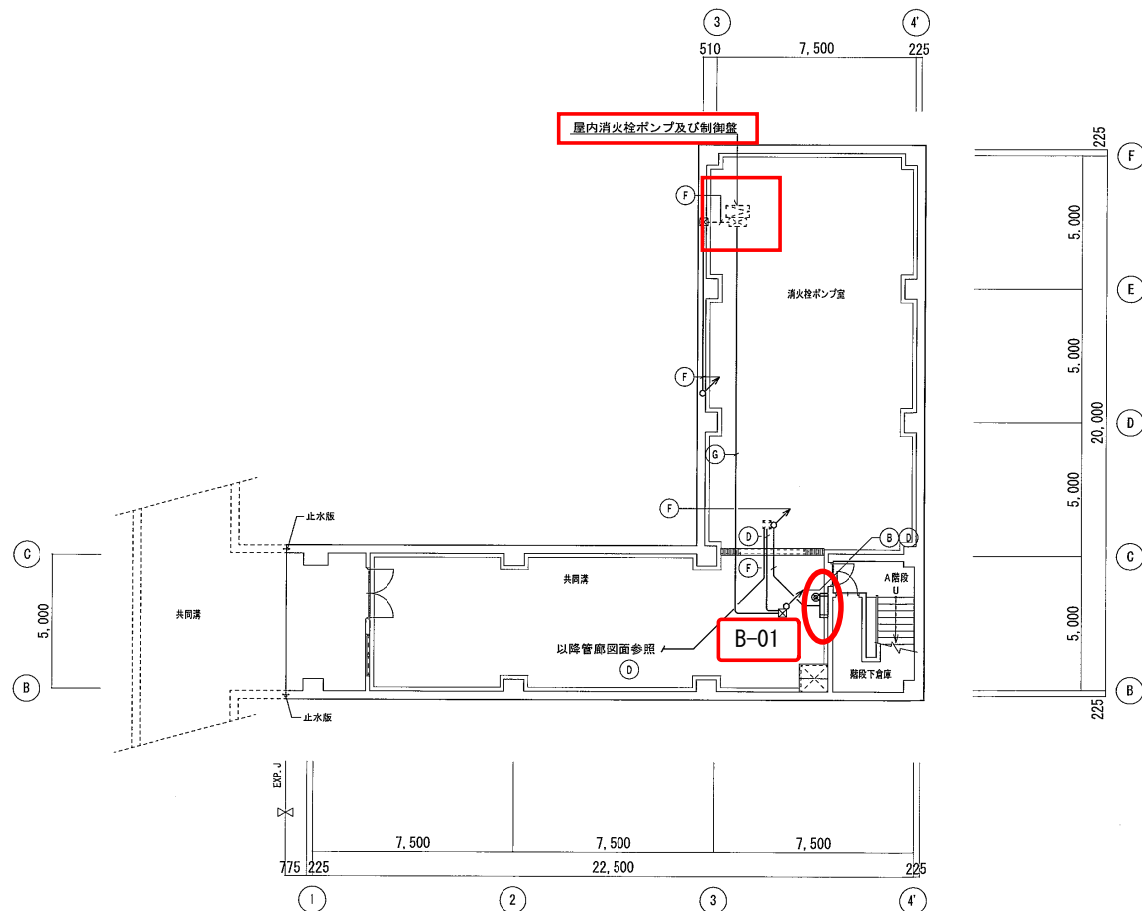 3
4'
510
7,500
225
屋内消火栓ポンプ及び制御盤
225
F
F
5,000
消火栓ポンプ室
E
5,000
F
20,000
D
G
5,000
F
止水版
D
B
D
C
F
C
共同溝
A階段
U
共同溝
5,000
5,000
B-01
以降管廊図面参照
D
階段下倉庫
B
B
止水版
225
EXP.J
7,500
7,500
7,500
775
225
22,500
225
1
2
3
4'